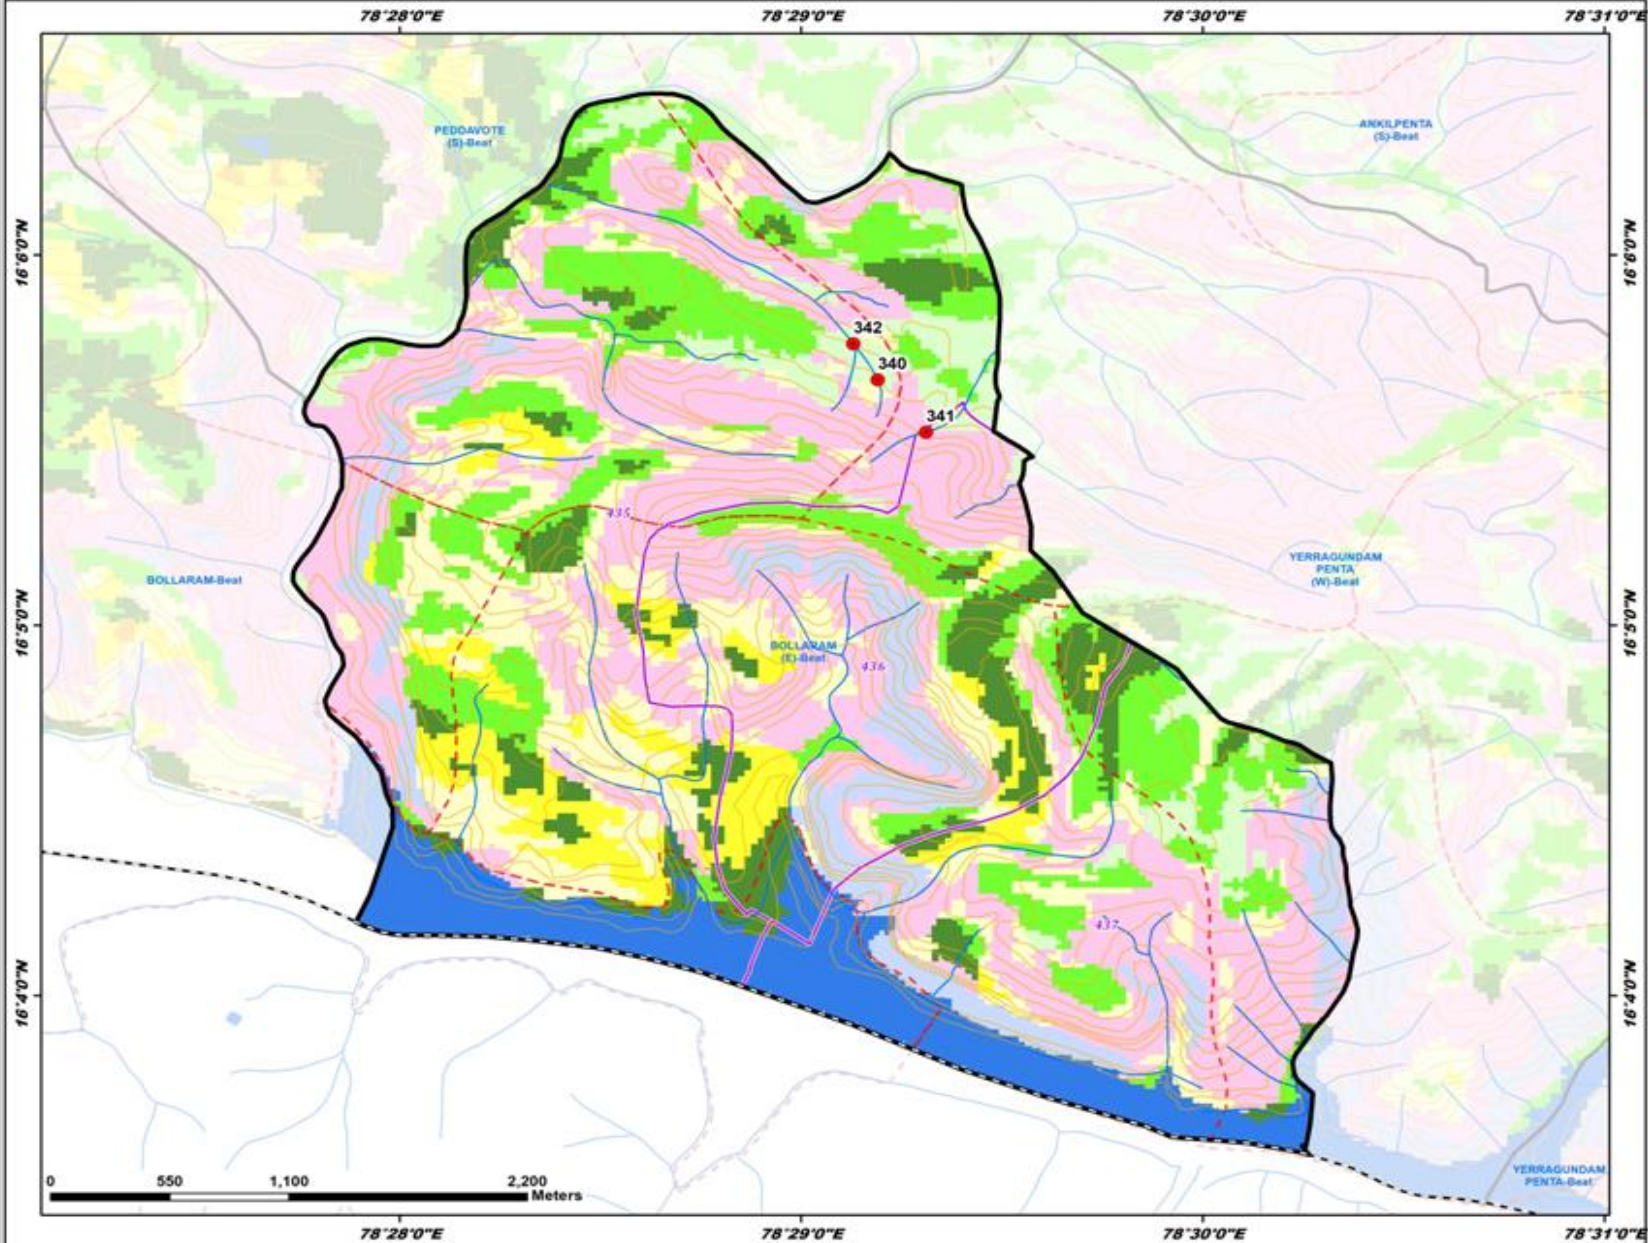 78°28'0"E
78°29'0"E
78°30'0"E
78°31'0"E
PEDDAVOTE
(S)-Beat
ANKILPENTA
(S)-Beat
16°6'0"N
16°6'0"N
342
340
341
435
YERRAGUNDAM
PENTA
(W)-Beat
BOLLARAM-Beat
16°5'0"N
16°5'0"N
BOLLARAM
(E)-Beat
436
437
16°4'0"N
16°4'0"N
YERRAGUNDAM
PENTA-Beat
0 550 1,100 2,200
Meters
78°28'0"E
78°29'0"E
78°30'0"E
78°31'0"E